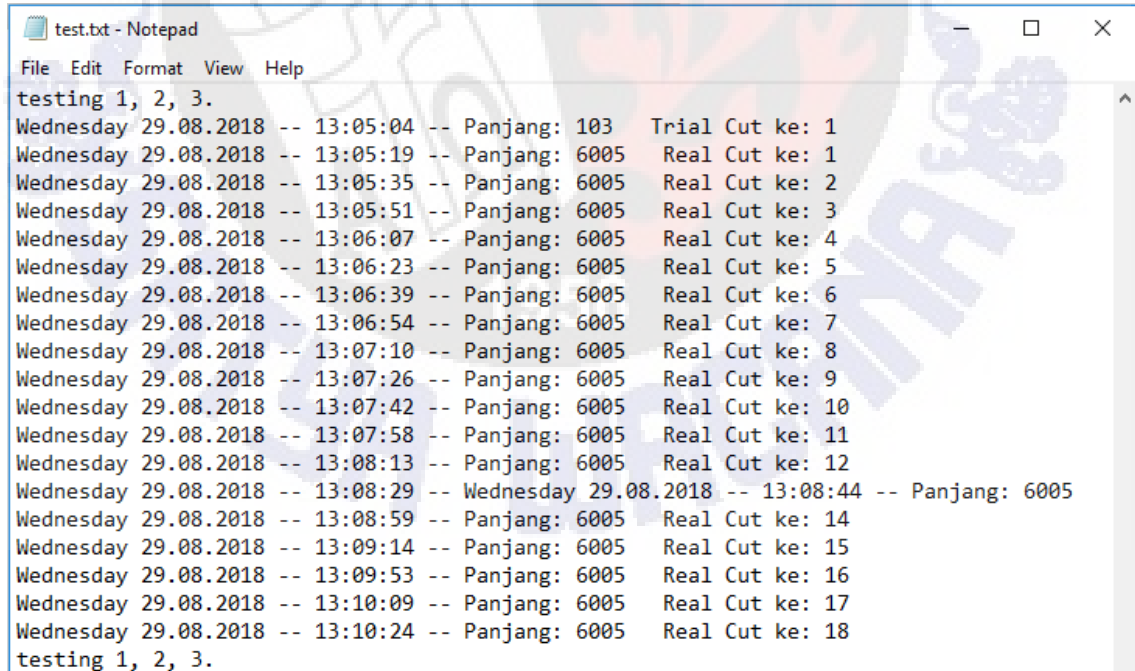 test.txt - Notepad
File Edit Format View Help
testing 1, 2, 3.
Wednesday 29.08.2018 -- 13:05:04 -- Panjang: 103   Trial Cut ke: 1
Wednesday 29.08.2018 -- 13:05:19 -- Panjang: 6005   Real Cut ke: 1
Wednesday 29.08.2018 -- 13:05:35 -- Panjang: 6005   Real Cut ke: 2
Wednesday 29.08.2018 -- 13:05:51 -- Panjang: 6005   Real Cut ke: 3
Wednesday 29.08.2018 -- 13:06:07 -- Panjang: 6005   Real Cut ke: 4
Wednesday 29.08.2018 -- 13:06:23 -- Panjang: 6005   Real Cut ke: 5
Wednesday 29.08.2018 -- 13:06:39 -- Panjang: 6005   Real Cut ke: 6
Wednesday 29.08.2018 -- 13:06:54 -- Panjang: 6005   Real Cut ke: 7
Wednesday 29.08.2018 -- 13:07:10 -- Panjang: 6005   Real Cut ke: 8
Wednesday 29.08.2018 -- 13:07:26 -- Panjang: 6005   Real Cut ke: 9
Wednesday 29.08.2018 -- 13:07:42 -- Panjang: 6005   Real Cut ke: 10
Wednesday 29.08.2018 -- 13:07:58 -- Panjang: 6005   Real Cut ke: 11
Wednesday 29.08.2018 -- 13:08:13 -- Panjang: 6005   Real Cut ke: 12
Wednesday 29.08.2018 -- 13:08:29 -- Wednesday 29.08.2018 -- 13:08:44 -- Panjang: 6005
Wednesday 29.08.2018 -- 13:08:59 -- Panjang: 6005   Real Cut ke: 14
Wednesday 29.08.2018 -- 13:09:14 -- Panjang: 6005   Real Cut ke: 15
Wednesday 29.08.2018 -- 13:09:53 -- Panjang: 6005   Real Cut ke: 16
Wednesday 29.08.2018 -- 13:10:09 -- Panjang: 6005   Real Cut ke: 17
Wednesday 29.08.2018 -- 13:10:24 -- Panjang: 6005   Real Cut ke: 18
testing 1, 2, 3.
WACANA